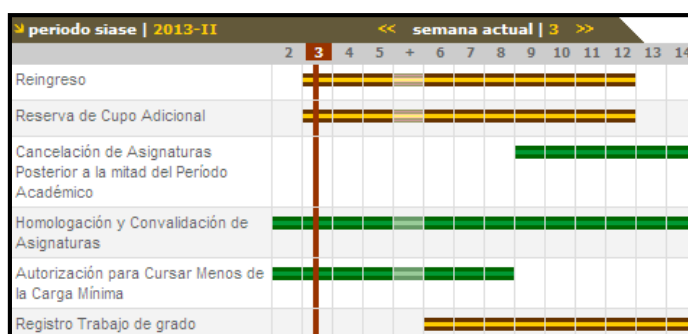 periodo siase | 2013-II << semana actual | 3 >>
2 3 4 5 + 6 7 8 9 10 11 12 13 14
Reingreso
Reserva de Cupo Adicional
Cancelación de Asignaturas
Posterior a la mitad del Período
Académico
Homologación y Convalidación de
Asignaturas
Autorización para Cursar Menos de
la Carga Mínima
Registro Trabajo de grado